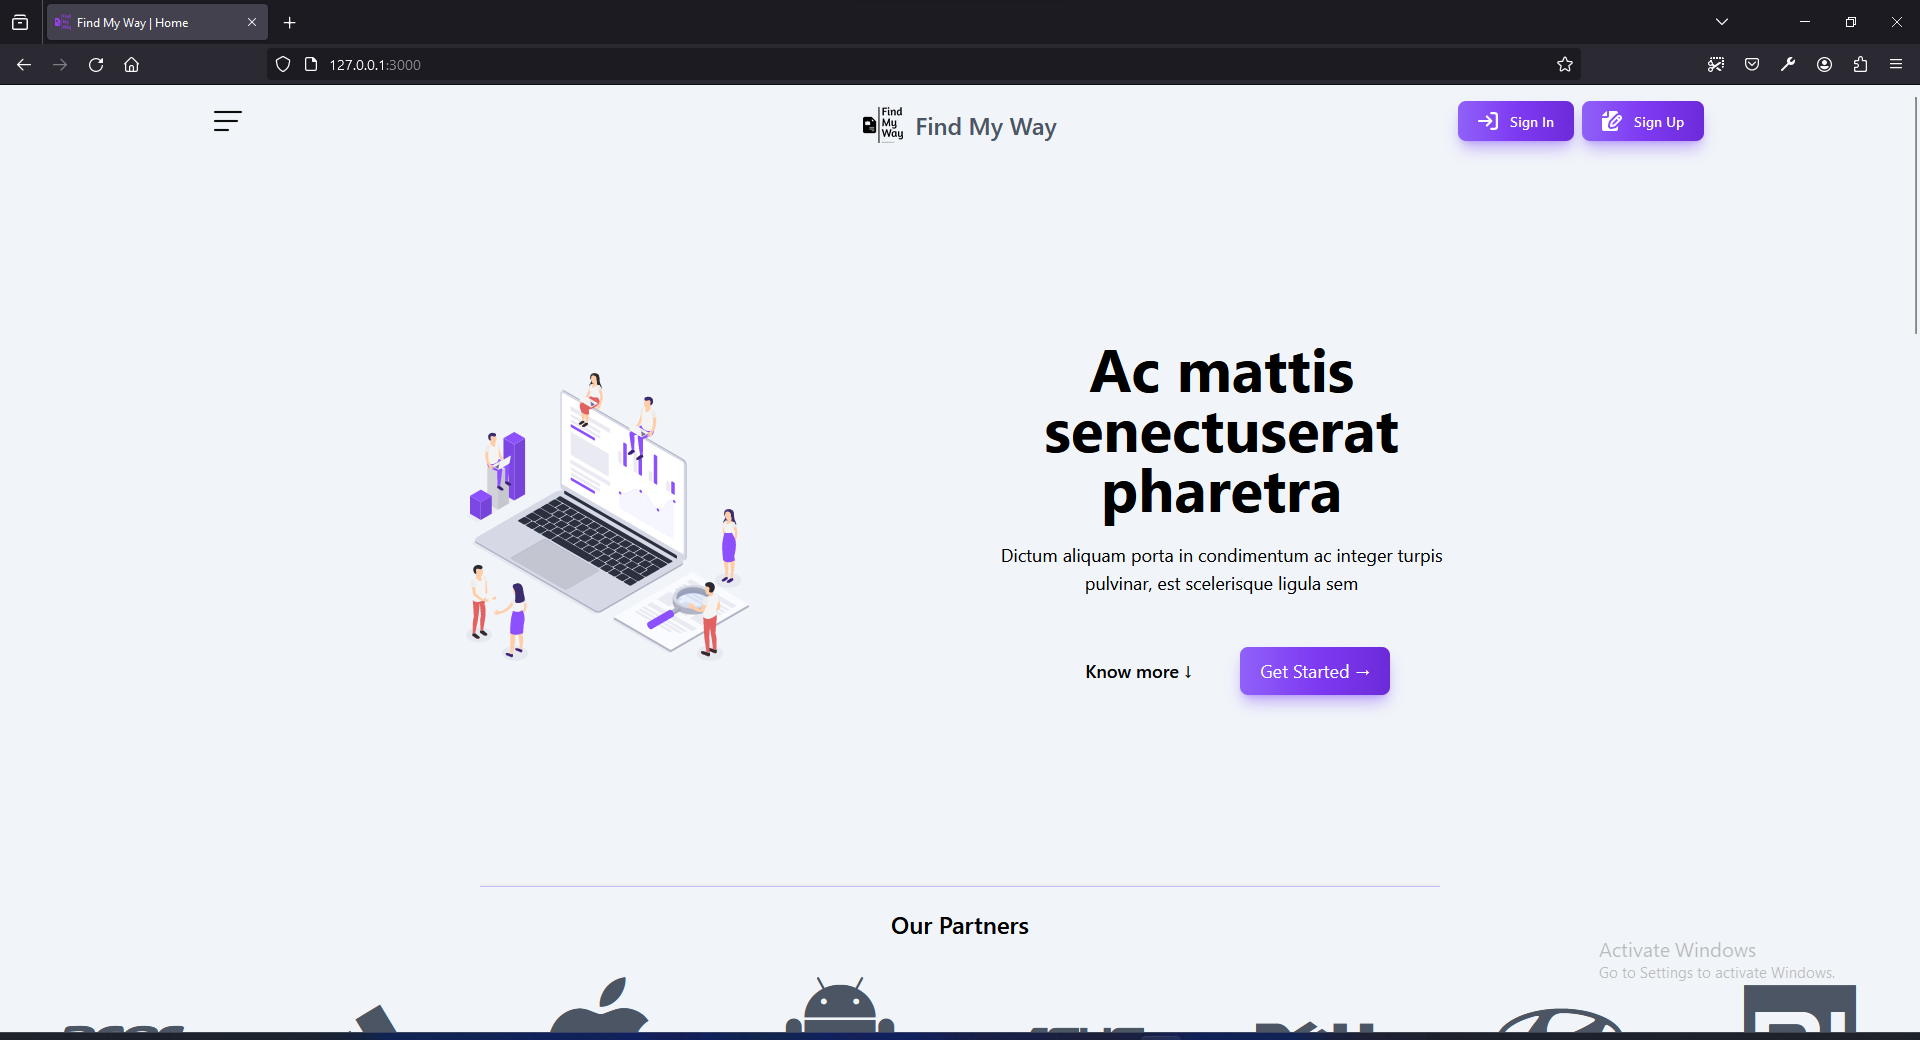 Find My Way | Home
127.0.0.1:3000
Find
My
Way
Find My Way
Sign In
Sign Up
Ac mattis
senectuserat
pharetra
Dictum aliquam porta in condimentum ac integer turpis
pulvinar, est scelerisque ligula sem
Know more ↓
Get Started →
Our Partners
Activate Windows
Go to Settings to activate Windows.